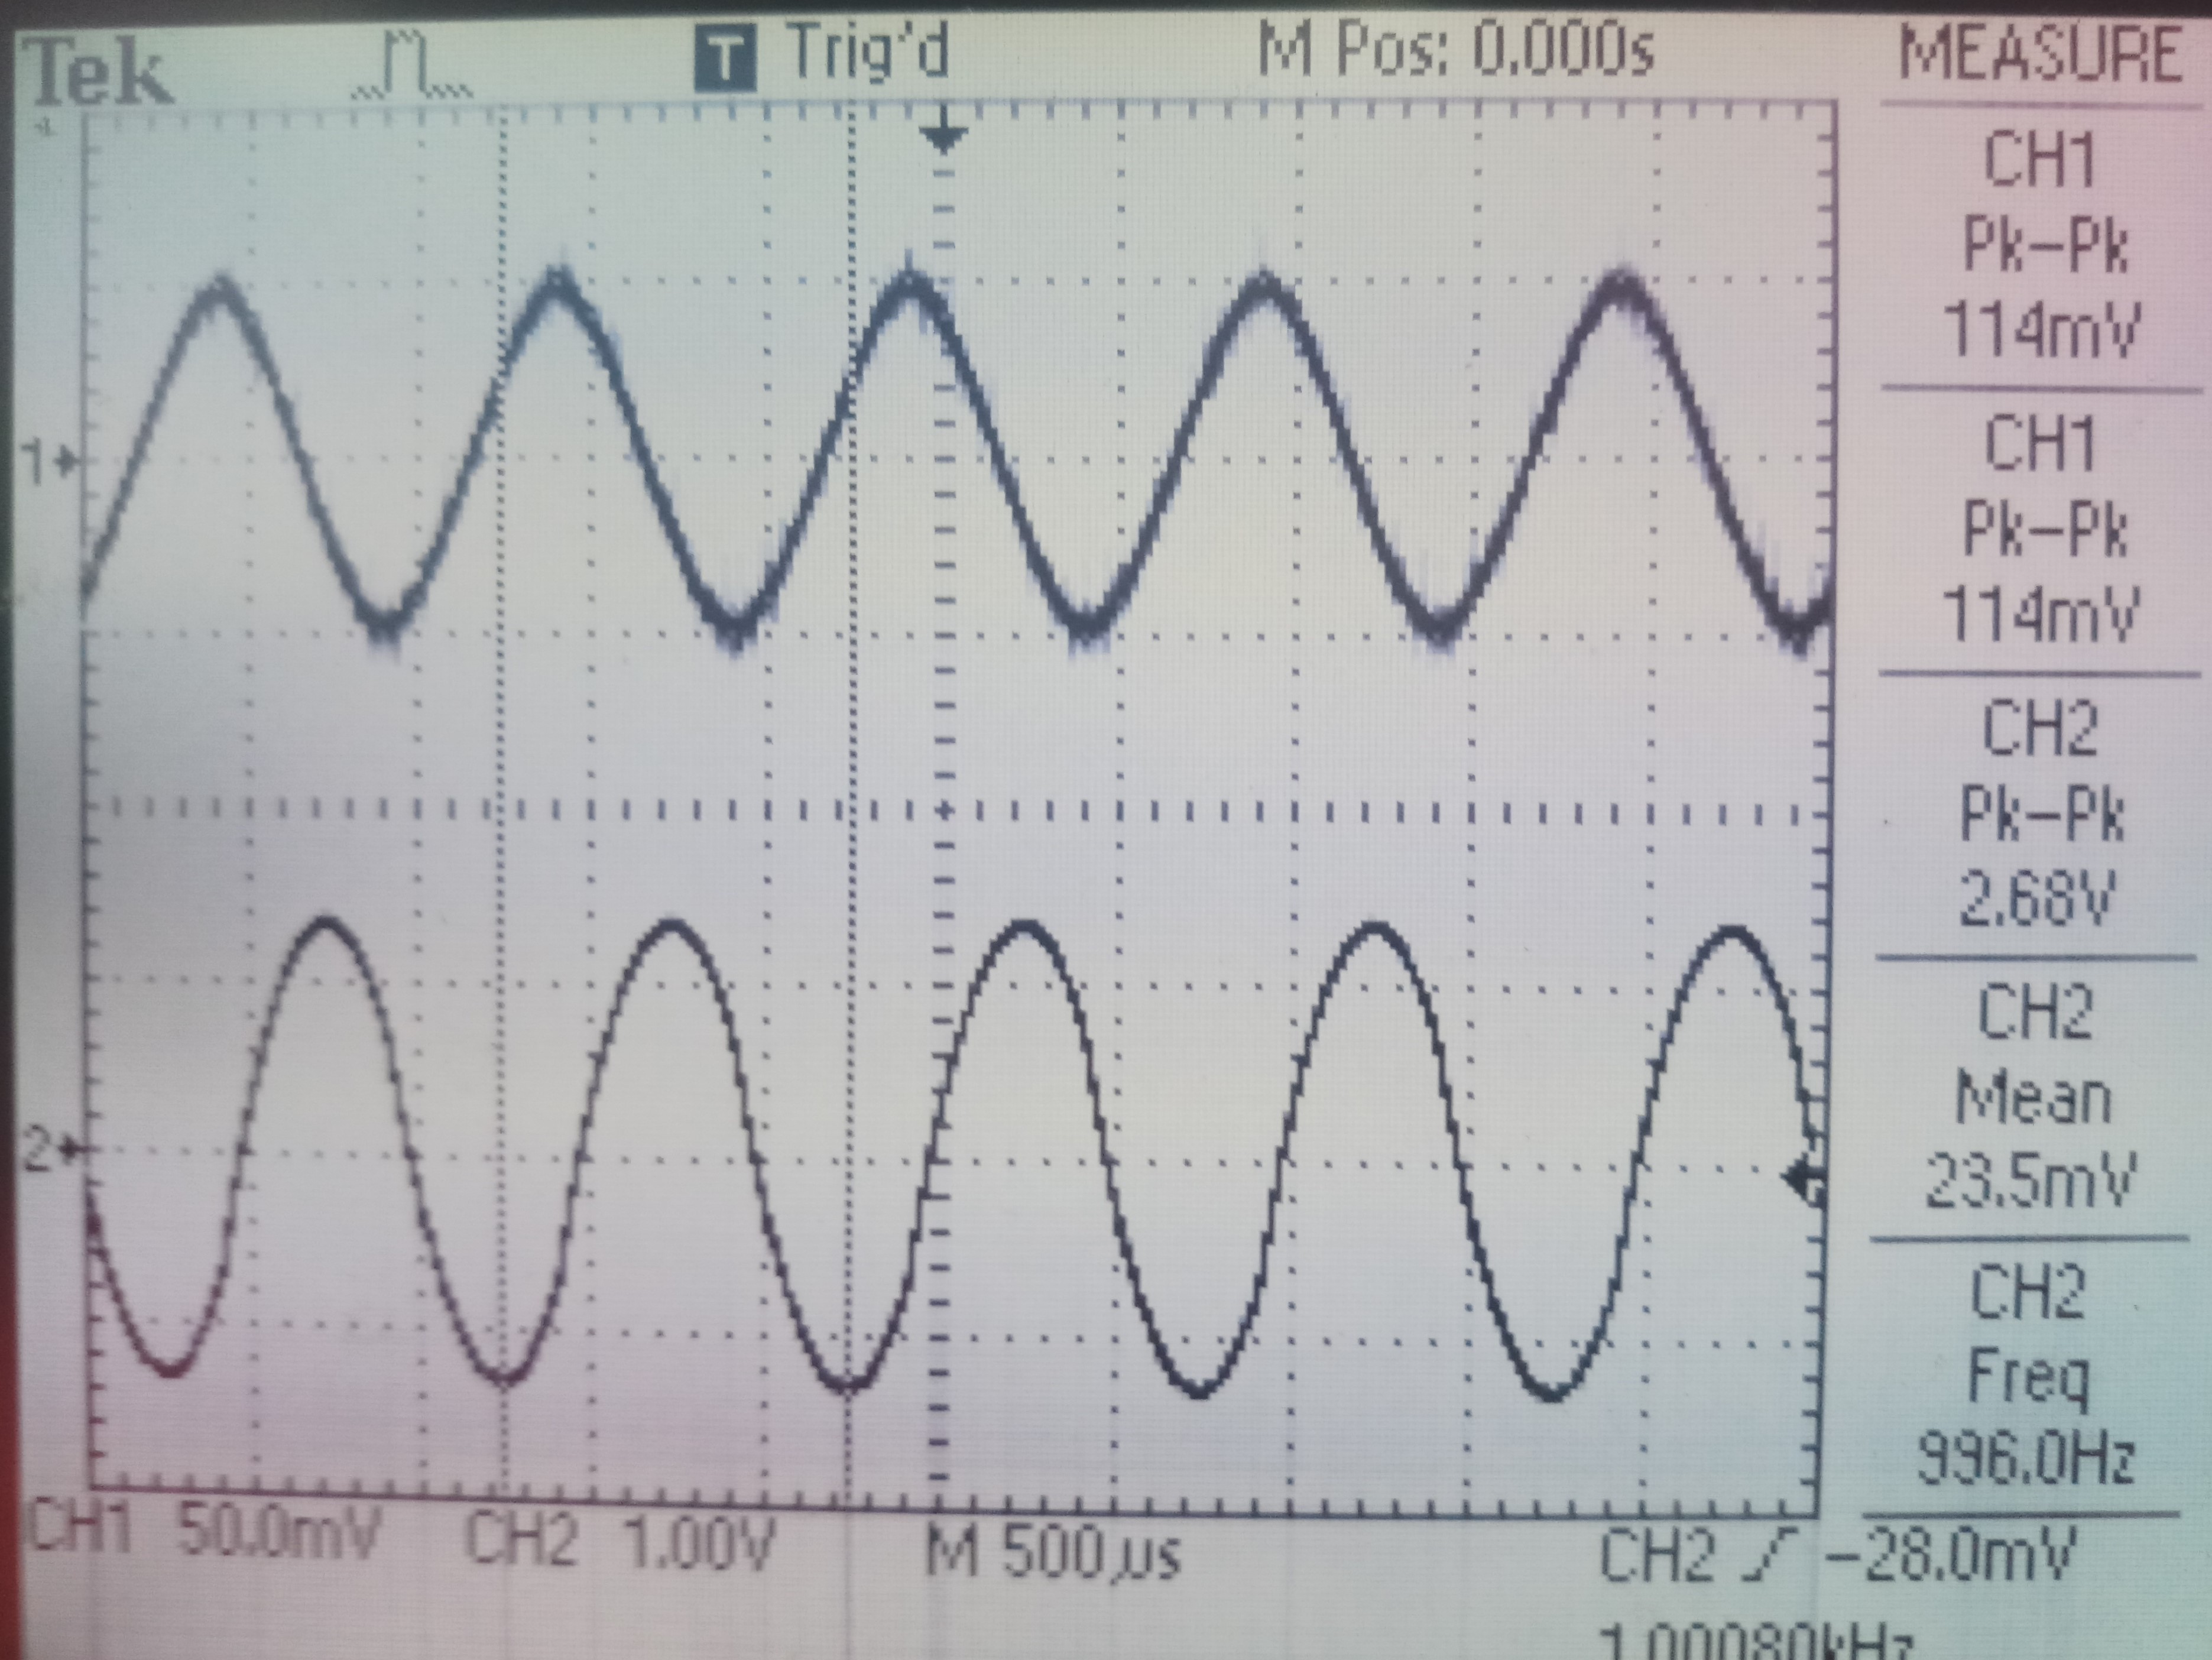 Tek T Trig'd M Pos: 0.000s MEASURE
CH1
Pk-Pk
114mV
1
CH1
Pk-Pk
114mV
CH2
Pk-Pk
2.68V
CH2
Mean
23.5mV
2
CH2
Freq
996.0Hz
CH1 50.0mV CH2 1.00V M 500µs CH2 -28.0mV
1.00080kHz